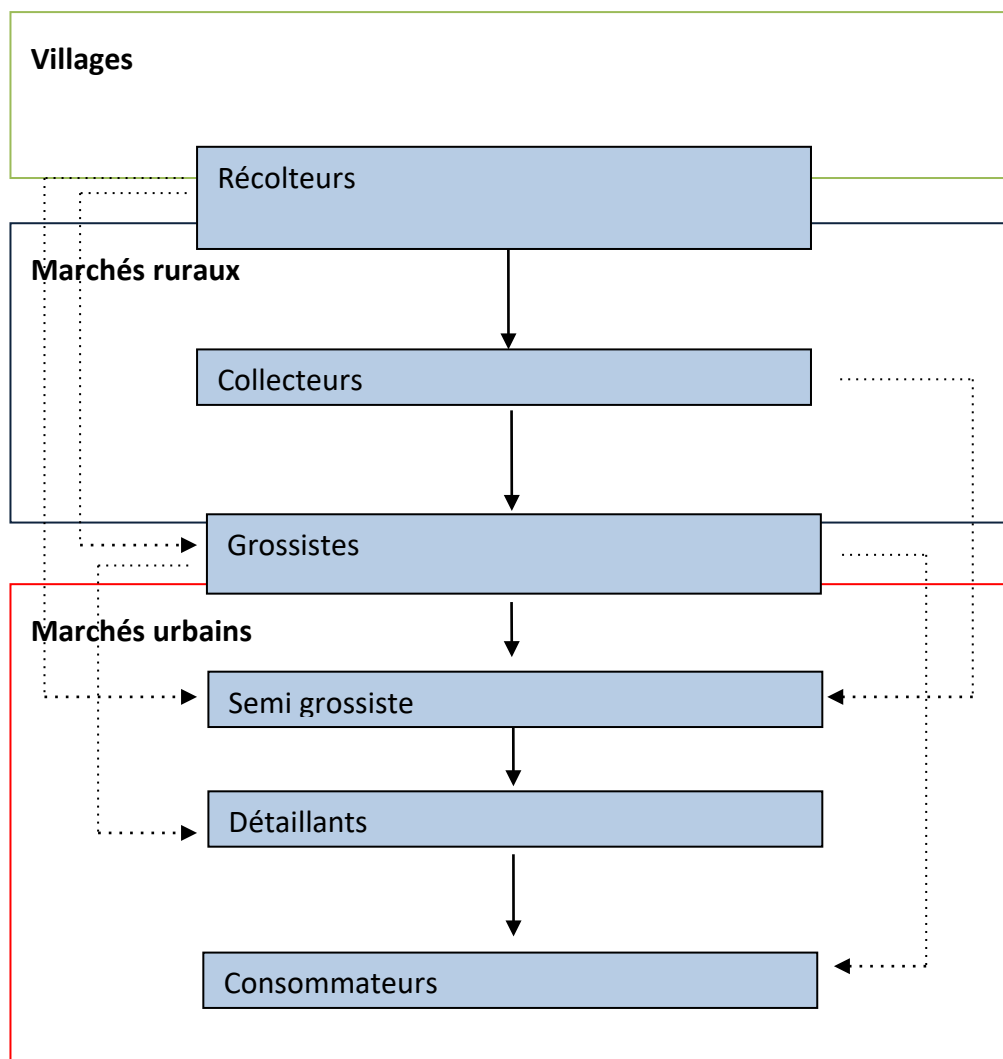 Villages
Récolteurs
Marchés ruraux
Collecteurs
Grossistes
Marchés urbains
Semi grossiste
Détaillants
Consommateurs